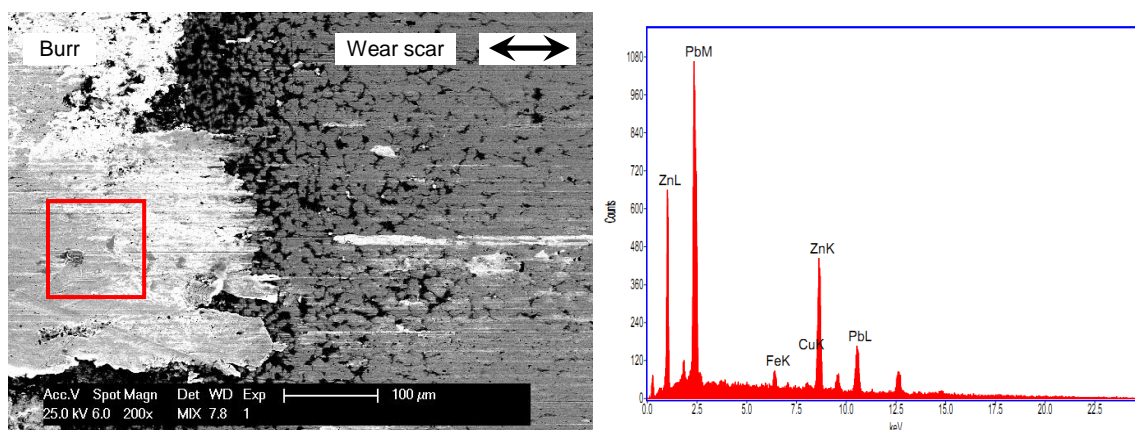 Burr
Wear scar
Acc.V Spot Magn Det WD Exp
25.0 kV 6.0 200x MIX 7.8 1
100 µm
Counts
1080
960
840
720
600
480
360
240
120
0
PbM
ZnL
ZnK
CuK
PbL
FeK
0.0 2.5 5.0 7.5 10.0 12.5 15.0 17.5 20.0 22.5
keV